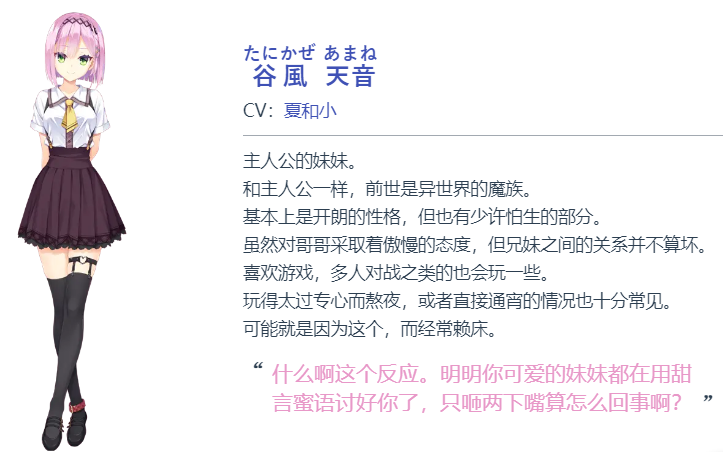 たにかぜ あまね
谷風 天音
CV：夏和小
主人公的妹妹。
和主人公一样，前世是异世界的魔族。
基本上是开朗的性格，但也有少许怕生的部分。
虽然对哥哥采取着傲慢的态度，但兄妹之间的关系并不算坏。
喜欢游戏，多人对战之类的也会玩一些。
玩得太过专心而熬夜，或者直接通宵的情况也十分常见。
可能就是因为这个，而经常赖床。
“ 什么啊这个反应。明明你可爱的妹妹都在用甜
言蜜语讨好你了，只咂两下嘴算怎么回事啊？ ”